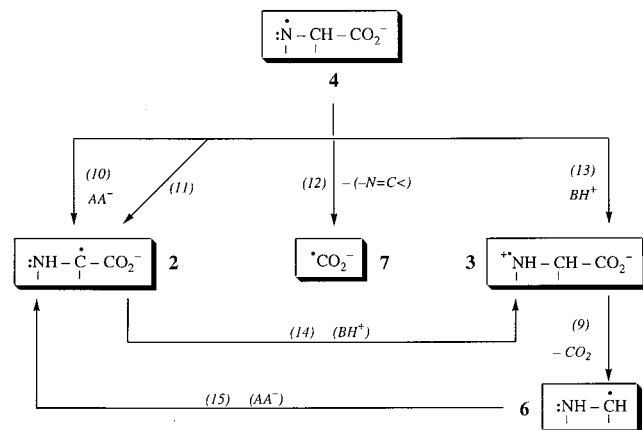 :Ṅ – CH – CO₂⁻
4
(10)
AA⁻
(11)
(12) – (–N=C<)
(13)
BH⁺
:NH – Ċ – CO₂⁻ 2
•CO₂⁻ 7
3 ⁺•NH – CH – CO₂⁻
(14) (BH⁺)
(9)
– CO₂
(15) (AA⁻)
6 :NH – ĊH